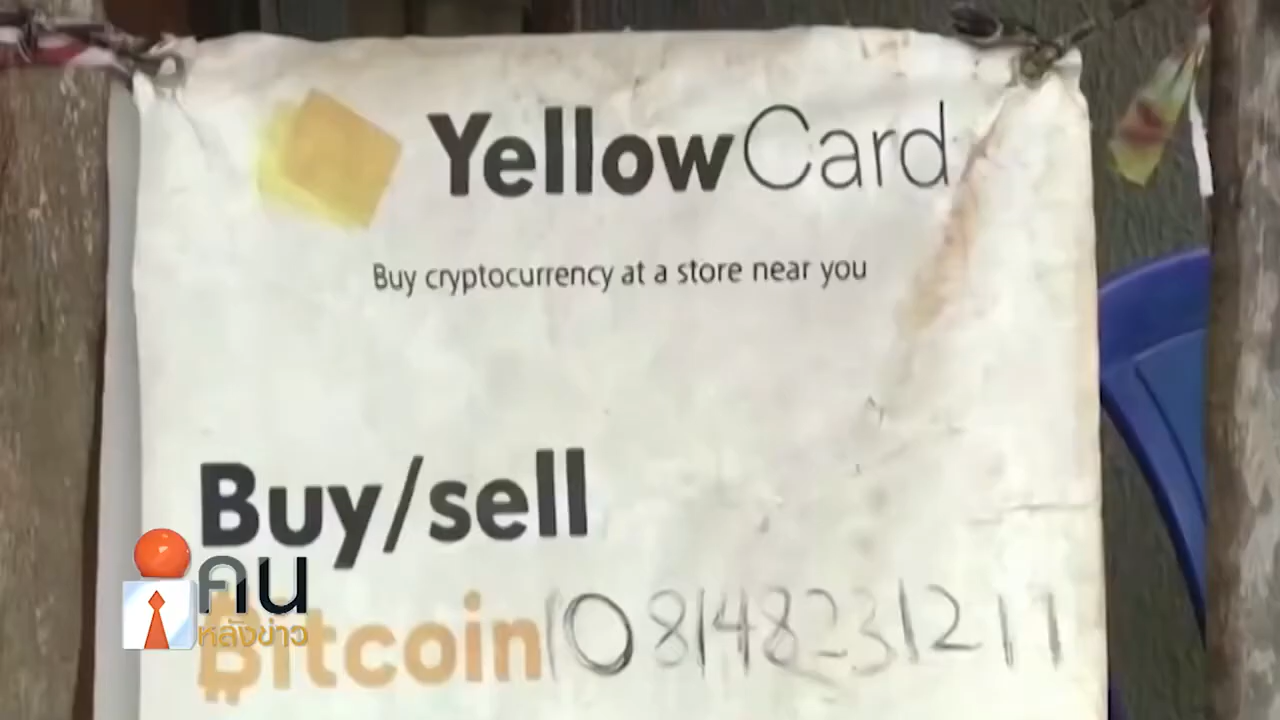 YellowCard
Buy cryptocurrency at a store near you
Buy/sell
Bitcoin 08148231211
คน
หลังข่าว